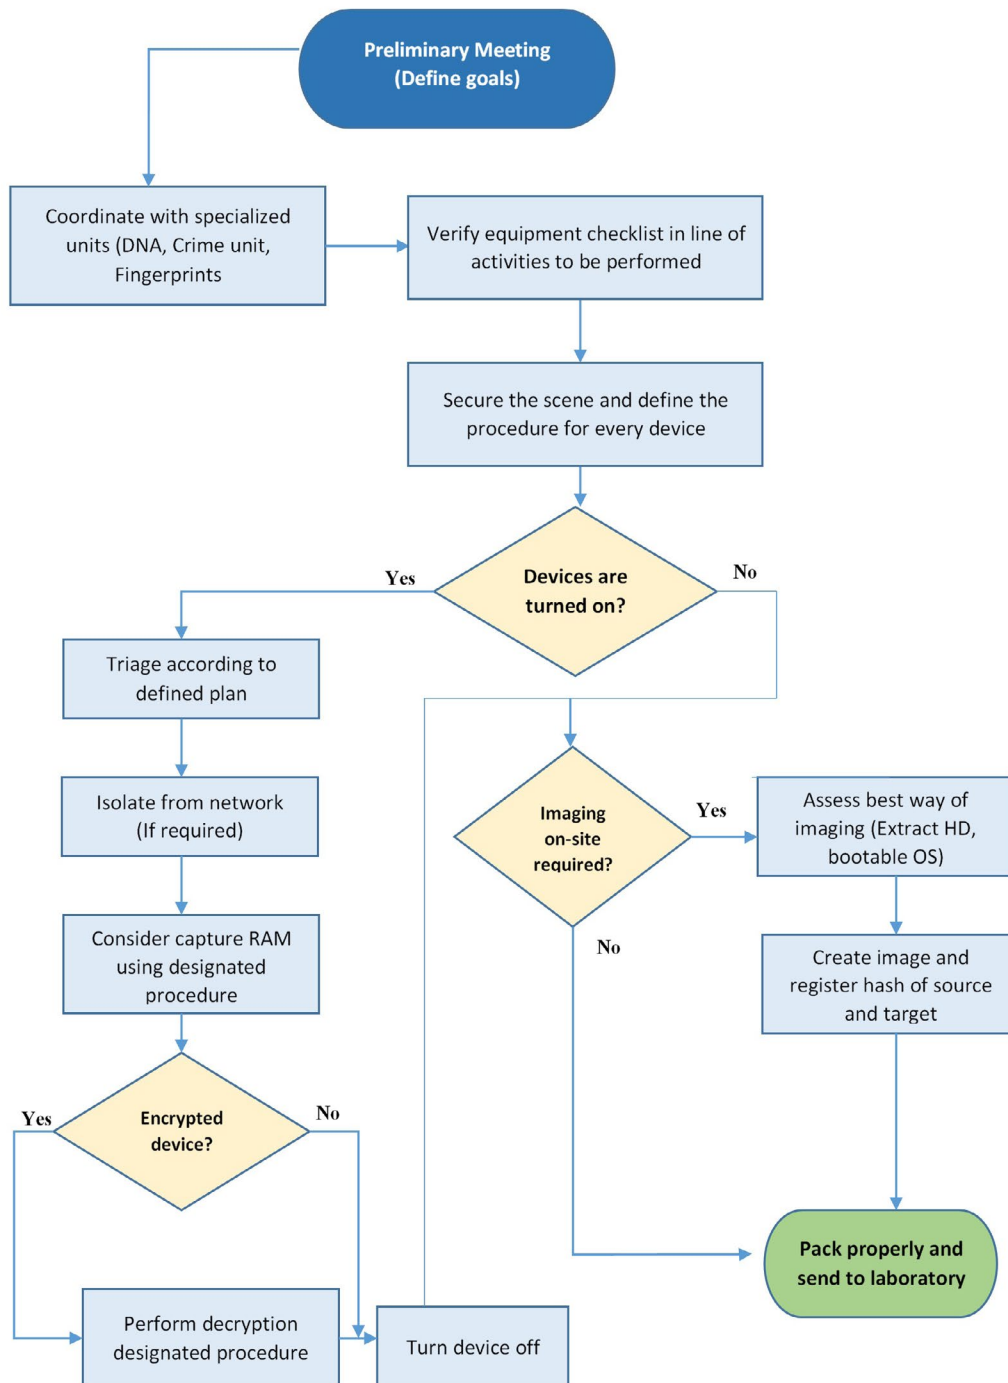 Preliminary Meeting
(Define goals)
Coordinate with specialized
units (DNA, Crime unit,
Fingerprints
Verify equipment checklist in line of
activities to be performed
Secure the scene and define the
procedure for every device
Devices are
turned on?
Yes
No
Triage according to
defined plan
Isolate from network
(If required)
Consider capture RAM
using designated
procedure
Encrypted
device?
Yes
No
Perform decryption
designated procedure
Turn device off
Imaging
on-site
required?
Yes
No
Assess best way of
imaging (Extract HD,
bootable OS)
Create image and
register hash of source
and target
Pack properly and
send to laboratory